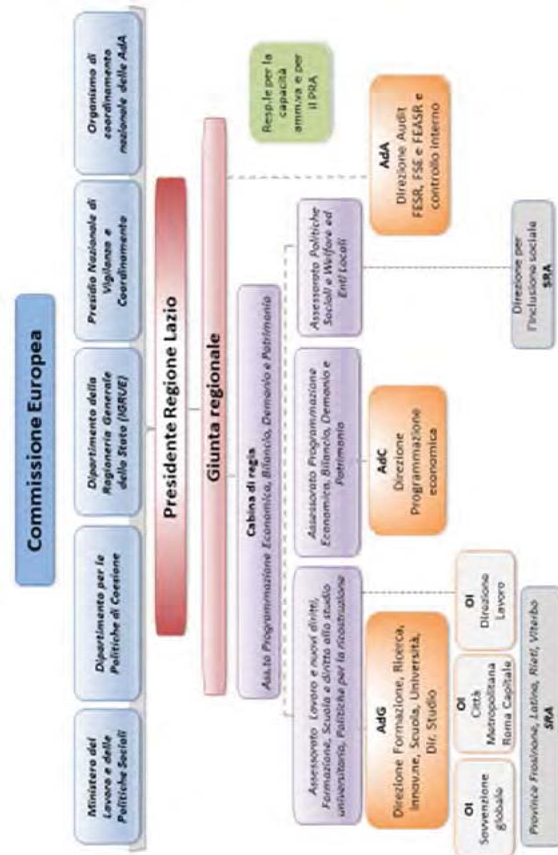 Commissione Europea
Ministero del
Lavoro e delle
Politiche Sociali
Dipartimento per le
Politiche di Coesione
Dipartimento della
Ragioneria Generale
dello Stato (IGRUE)
Presidio Nazionale di
Vigilanza e
Coordinamento
Organismo di
coordinamento
nazionale delle AdA
Presidente Regione Lazio
Giunta regionale
Resp.le per la
capacità
amm.va e per
il PRA
Cabina di regia
Ass.to Programmazione Economica, Bilancio, Demanio e Patrimonio
Assessorato Lavoro e nuovi diritti,
Formazione, Scuola e diritto allo studio
universitario, Politiche per la ricostruzione
Assessorato Programmazione
Economica, Bilancio, Demanio e
Patrimonio
Assessorato Politiche
Sociali e Welfare ed
Enti Locali
AdG
Direzione Formazione, Ricerca,
Innov.ne, Scuola, Università,
Dir. Studio
AdC
Direzione
Programmazione
economica
AdA
Direzione Audit
FESR, FSE e FEASR e
controllo interno
OI
Sovvenzione
globale
OI
Città
Metropolitana
Roma Capitale
OI
Direzione
Lavoro
Direzione per
l'Inclusione sociale
SRA
Province Frosinone, Latina, Rieti, Viterbo
SRA